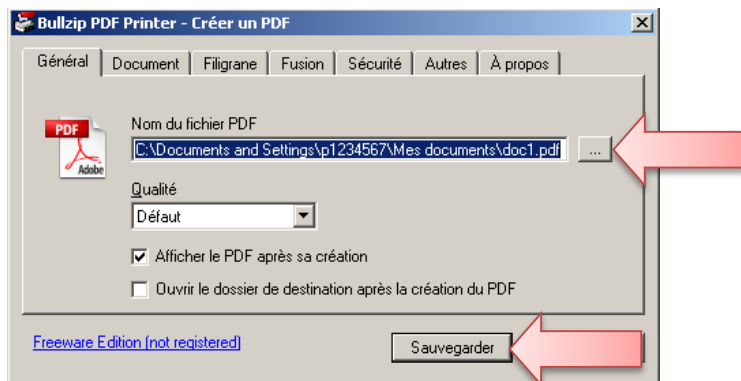 Bullzip PDF Printer - Créer un PDF
Général Document Filigrane Fusion Sécurité Autres À propos
PDF
Adobe
Nom du fichier PDF
C:\Documents and Settings\p1234567\Mes documents\doc1.pdf ...
Qualité
Défaut
Afficher le PDF après sa création
Ouvrir le dossier de destination après la création du PDF
Freeware Edition (not registered) Sauvegarder